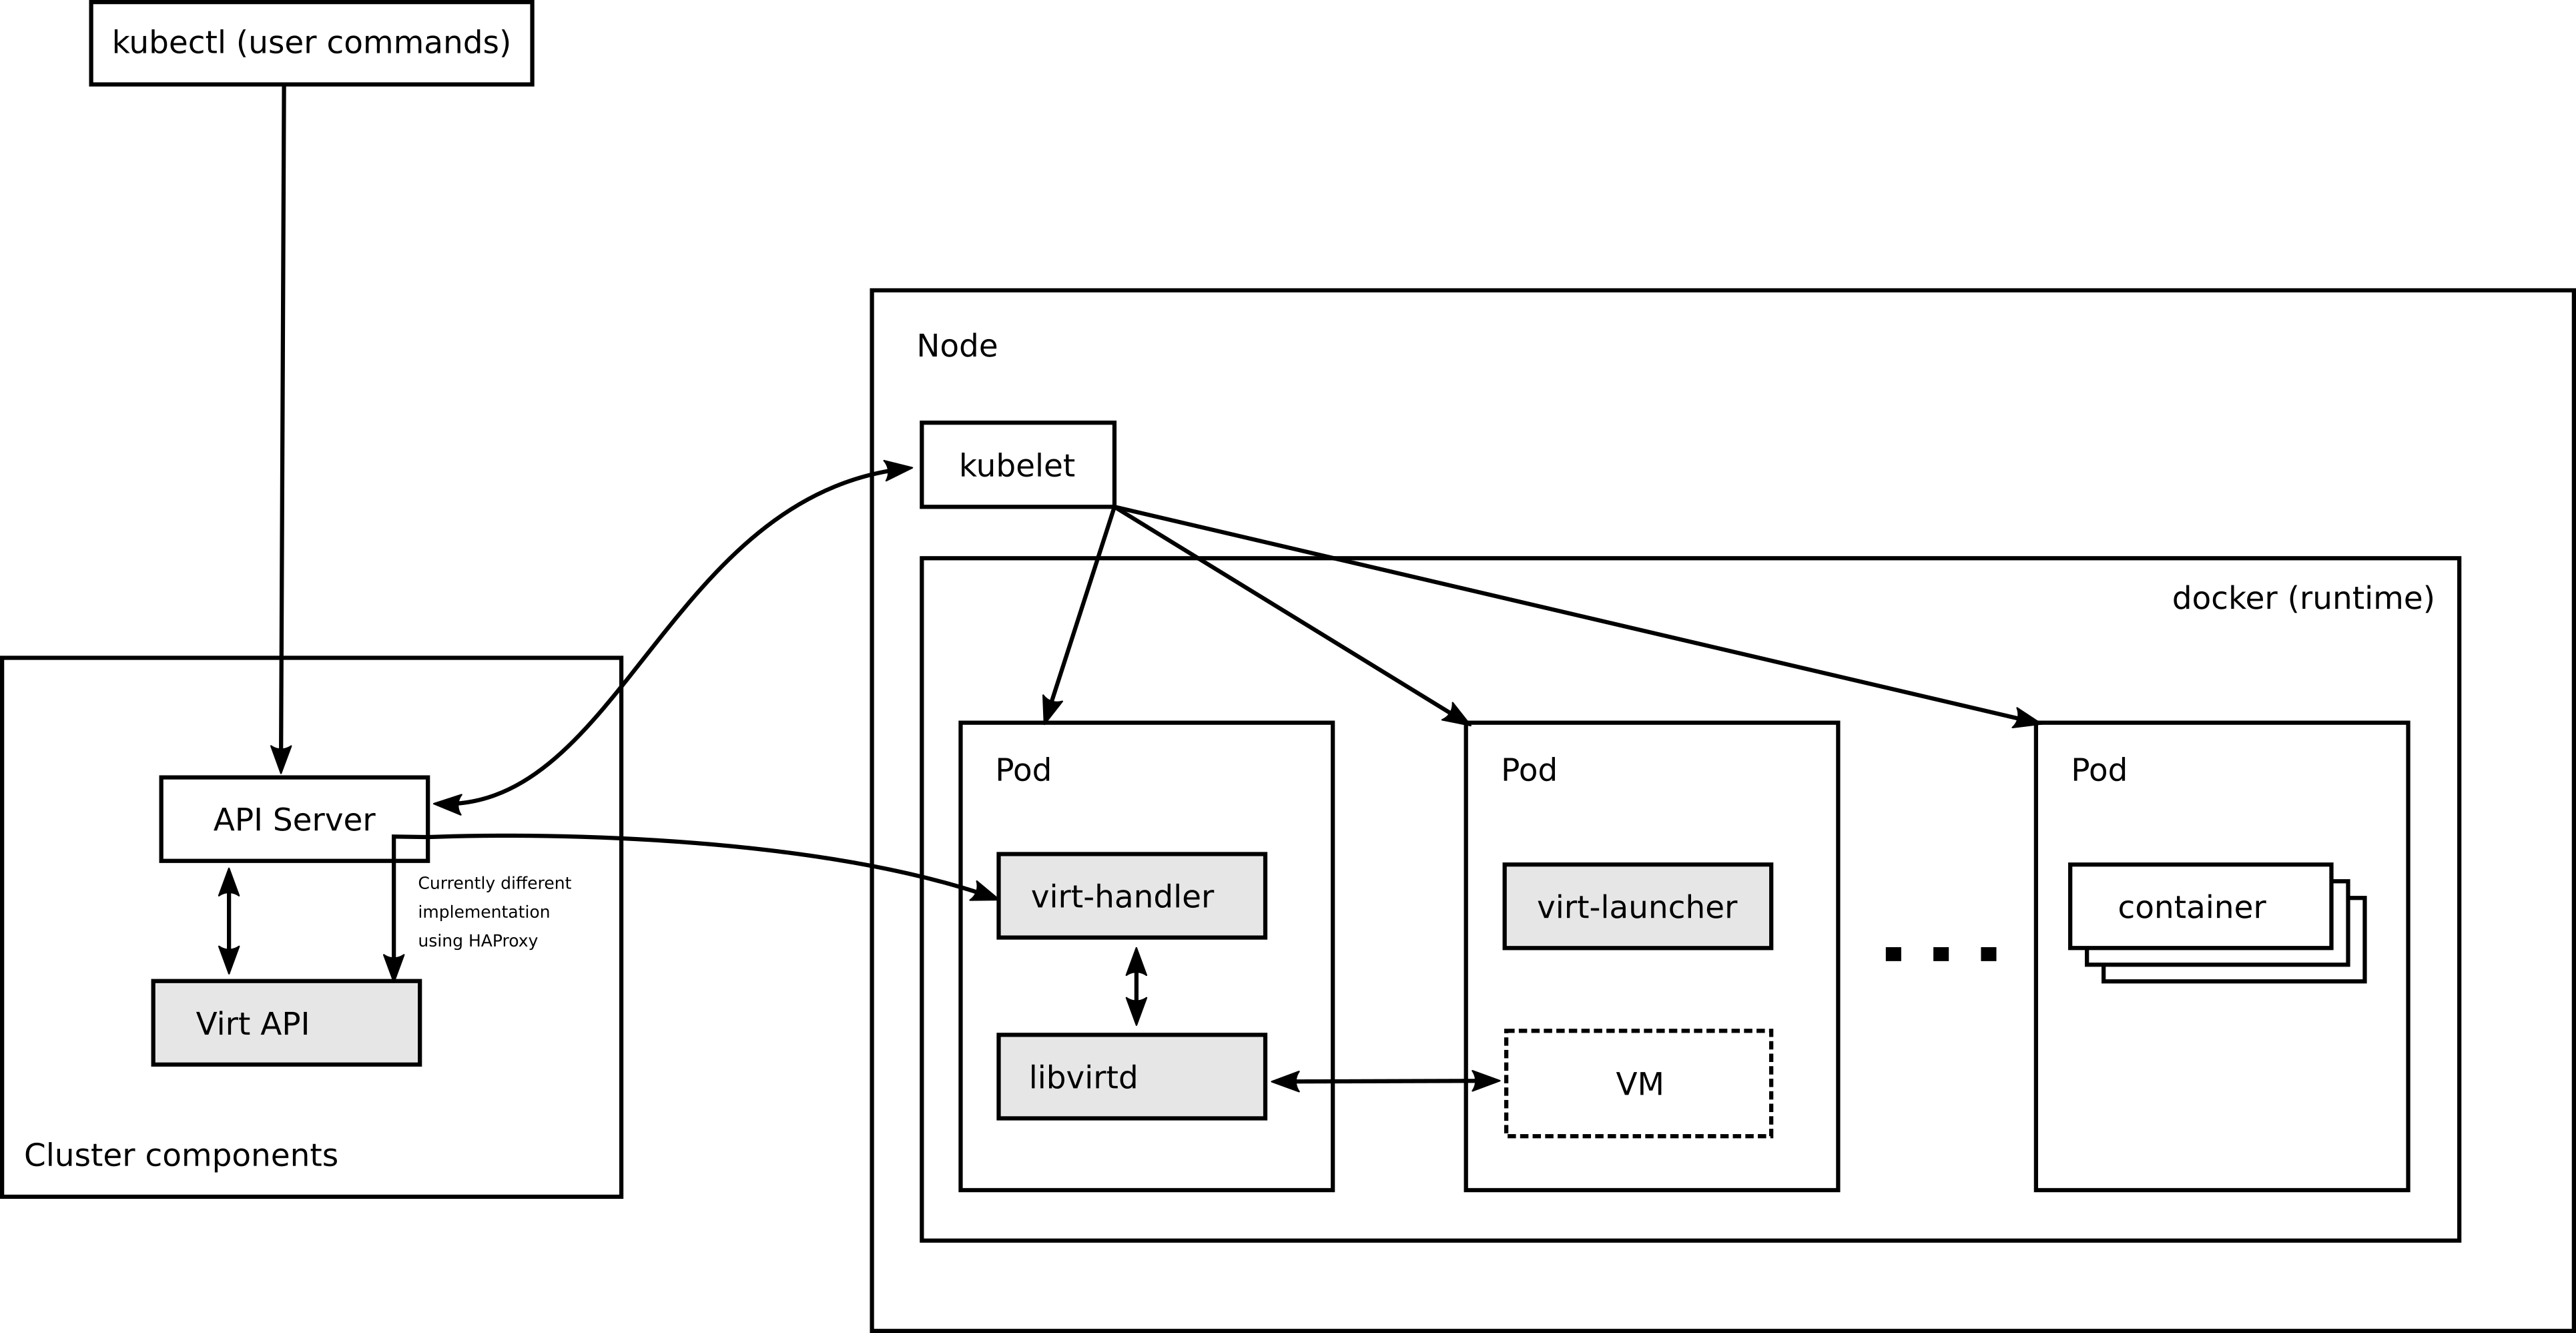 kubectl (user commands)
Node
kubelet
docker (runtime)
API Server
Currently different
implementation
using HAProxy
Virt API
Cluster components
Pod
virt-handler
libvirtd
Pod
virt-launcher
VM
Pod
container